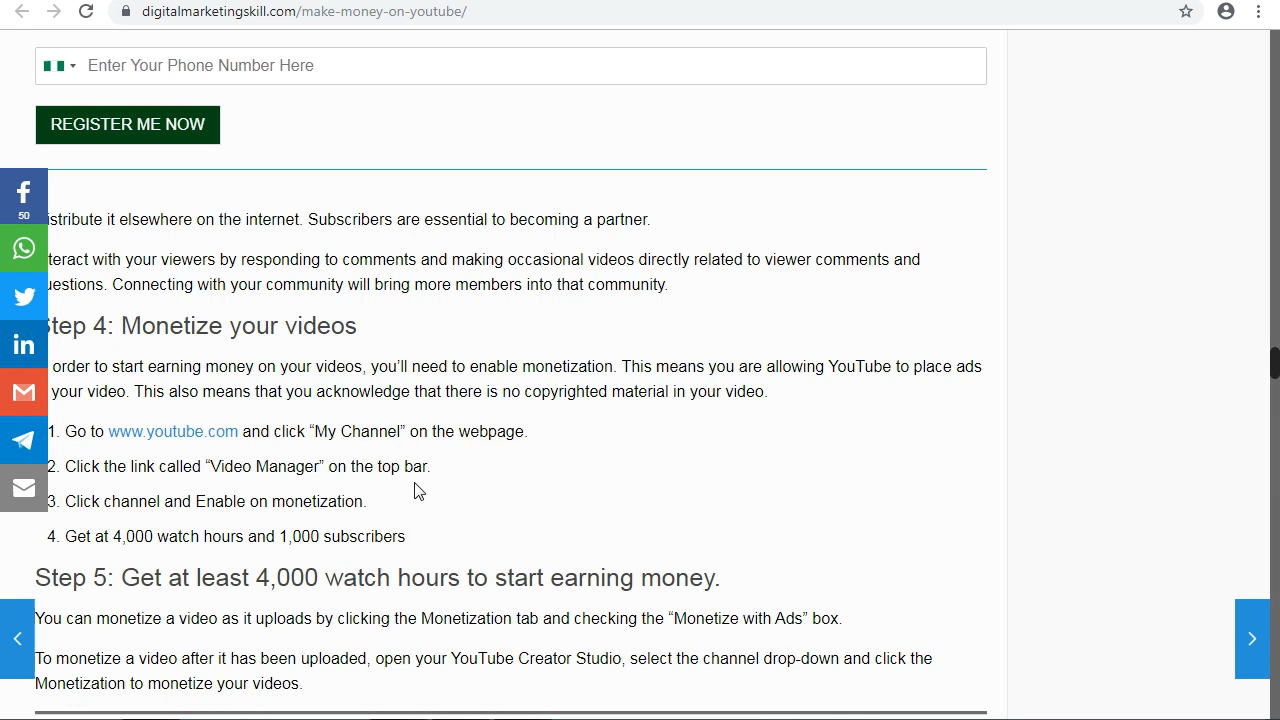 digitalmarketingskill.com/make-money-on-youtube/
Enter Your Phone Number Here
REGISTER ME NOW
50
istribute it elsewhere on the internet. Subscribers are essential to becoming a partner.
teract with your viewers by responding to comments and making occasional videos directly related to viewer comments and
uestions. Connecting with your community will bring more members into that community.
Step 4: Monetize your videos
order to start earning money on your videos, you’ll need to enable monetization. This means you are allowing YouTube to place ads
your video. This also means that you acknowledge that there is no copyrighted material in your video.
1. Go to www.youtube.com and click “My Channel” on the webpage.
2. Click the link called “Video Manager” on the top bar.
3. Click channel and Enable on monetization.
4. Get at 4,000 watch hours and 1,000 subscribers
Step 5: Get at least 4,000 watch hours to start earning money.
You can monetize a video as it uploads by clicking the Monetization tab and checking the “Monetize with Ads” box.
To monetize a video after it has been uploaded, open your YouTube Creator Studio, select the channel drop-down and click the
Monetization to monetize your videos.